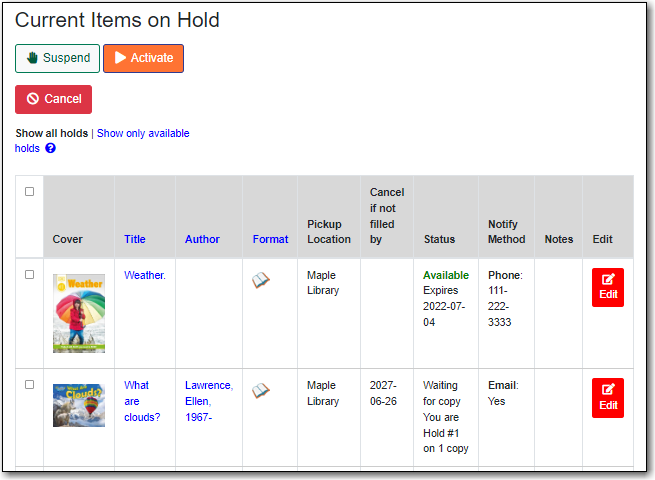 Current Items on Hold
Suspend
Activate
Cancel
Show all holds | Show only available
holds
Cover
Title
Author
Format
Pickup
Location
Cancel
if not
filled
by
Status
Notify
Method
Notes
Edit
Weather
Weather.
Maple
Library
Available
Expires
2022-07-
04
Phone:
111-
222-
3333
Edit
Clouds?
What
are
clouds?
Lawrence,
Ellen,
1967-
Maple
Library
2027-
06-26
Waiting
for copy
You are
Hold #1
on 1 copy
Email:
Yes
Edit